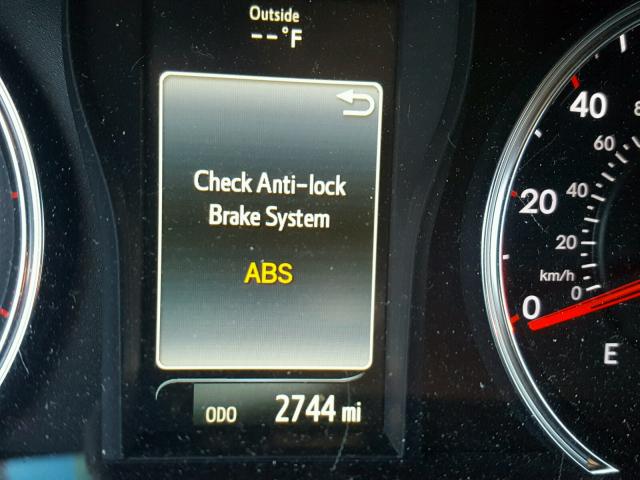 Outside
--°F
Check Anti-lock
Brake System
ABS
ODO 2744 mi
40
20
0
60
40
20
km/h
0
E